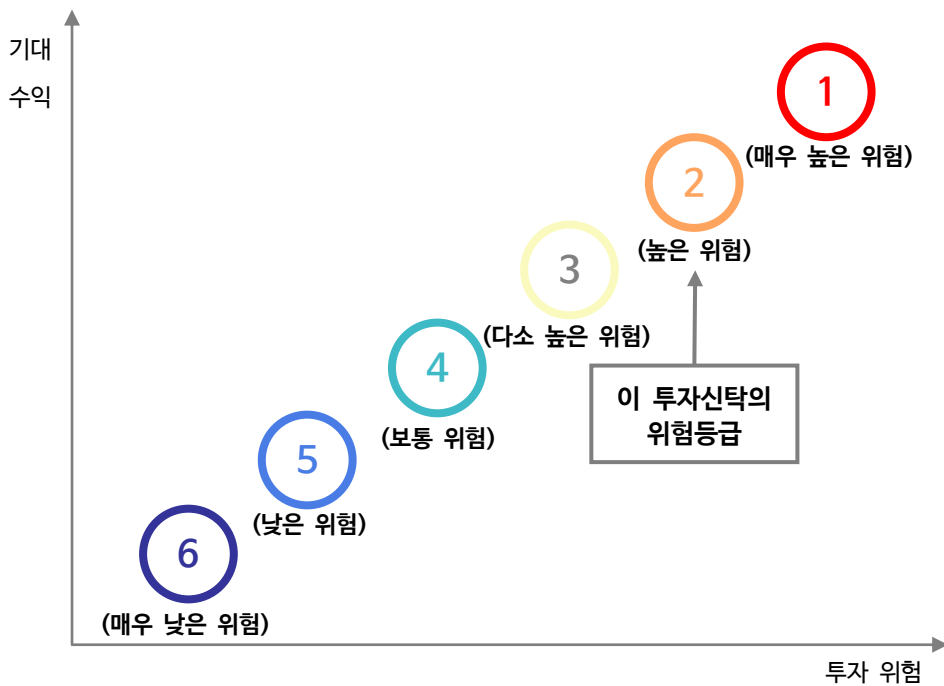 기대
수익
1
(매우 높은 위험)
2
(높은 위험)
3
(다소 높은 위험)
4
(보통 위험)
이 투자신탁의
위험등급
5
(낮은 위험)
6
(매우 낮은 위험)
투자 위험